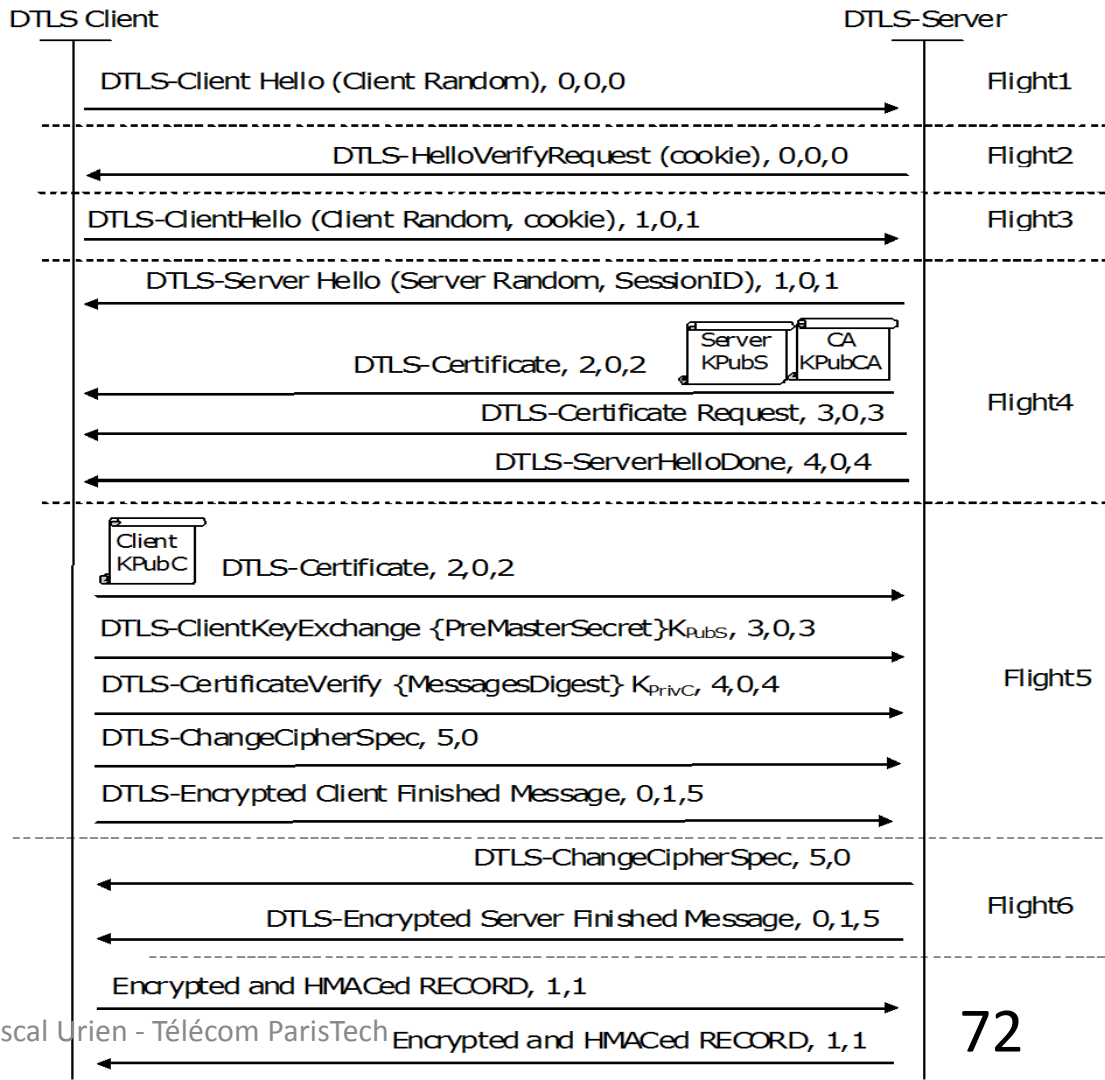 DTLS Client DTLS-Server
DTLS-Client Hello (Client Random), 0,0,0 Flight1
DTLS-HelloVerifyRequest (cookie), 0,0,0 Flight2
DTLS-ClientHello (Client Random, cookie), 1,0,1 Flight3
DTLS-Server Hello (Server Random, SessionID), 1,0,1
Server KPubS
CA KPubCA
DTLS-Certificate, 2,0,2
DTLS-Certificate Request, 3,0,3 Flight4
DTLS-ServerHelloDone, 4,0,4
Client KPubC
DTLS-Certificate, 2,0,2
DTLS-ClientKeyExchange {PreMasterSecret}KPubS, 3,0,3
DTLS-CertificateVerify {MessagesDigest} KPrivC, 4,0,4 Flight5
DTLS-ChangeCipherSpec, 5,0
DTLS-Encrypted Client Finished Message, 0,1,5
DTLS-ChangeCipherSpec, 5,0
DTLS-Encrypted Server Finished Message, 0,1,5 Flight6
Encrypted and HMACed RECORD, 1,1
scal Urien - Télécom ParisTech
Encrypted and HMACed RECORD, 1,1
72